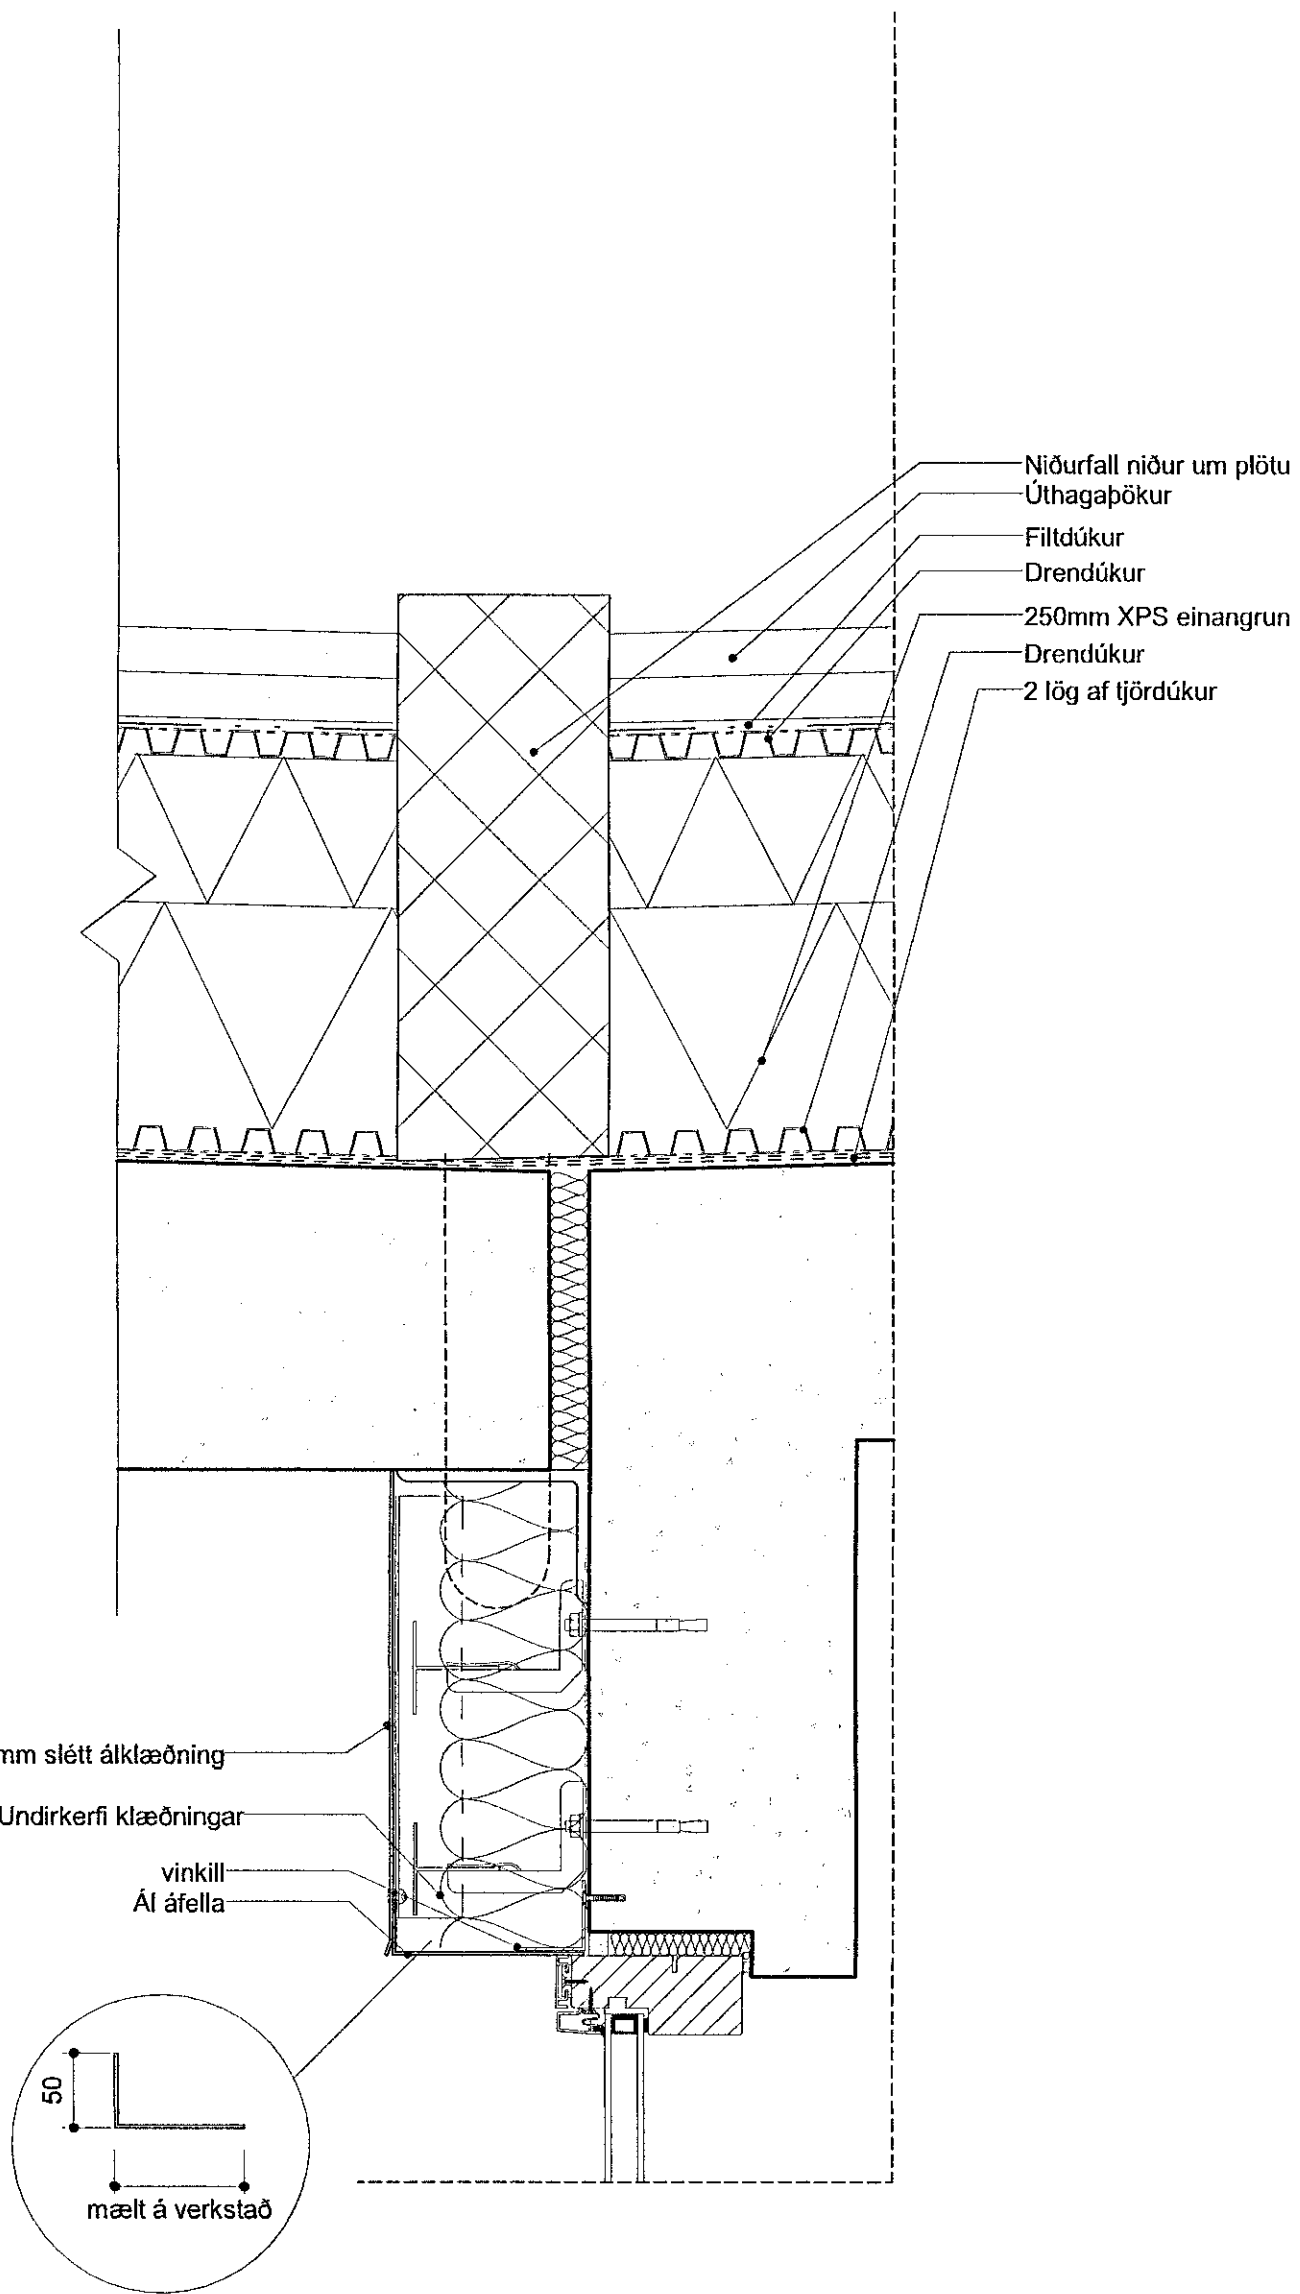 Niðurfall niður um plötu
Úthagaþökur
Filtdúkur
Drendúkur
250mm XPS einangrun
Drendúkur
2 lög af tjördúkur
mm slétt álklæðning
Undirkerfi klæðningar
vinkill
Ál áfella
50
mælt á verkstað